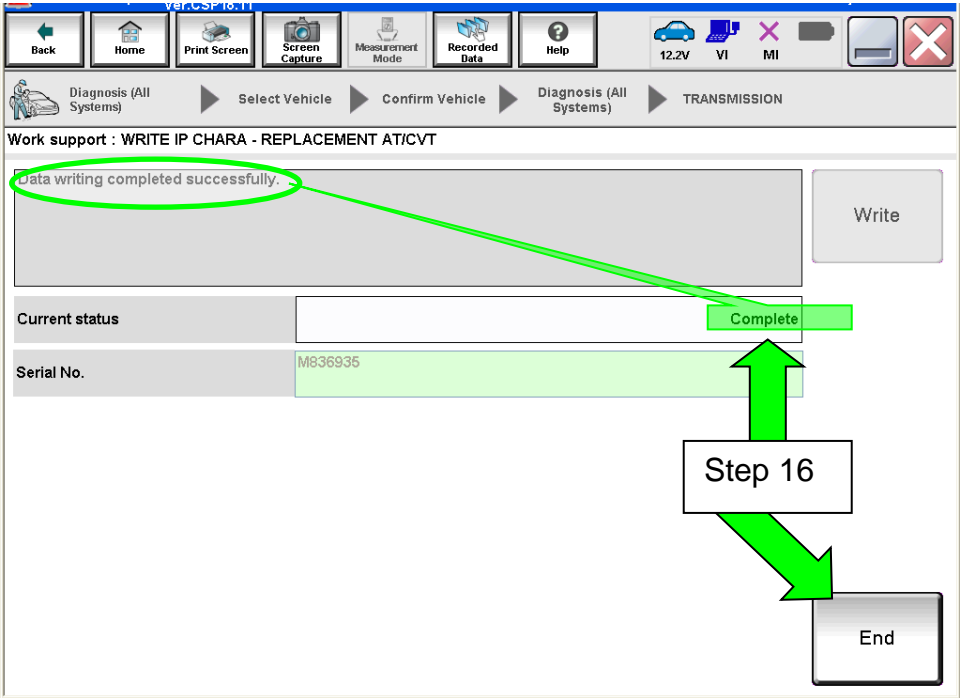 Ver.CSP18.11
Back
Home
Print Screen
Screen Capture
Measurement Mode
Recorded Data
Help
12.2V
VI
MI
Diagnosis (All Systems)
Select Vehicle
Confirm Vehicle
Diagnosis (All Systems)
TRANSMISSION
Work support : WRITE IP CHARA - REPLACEMENT AT/CVT
Data writing completed successfully.
Write
Current status
Complete
Serial No.
M836935
Step 16
End